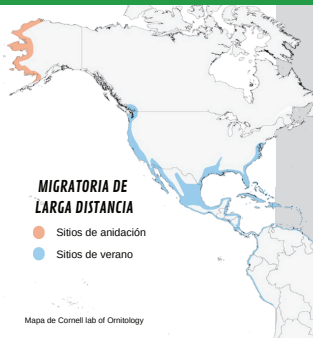 MIGRATORIA DE
LARGA DISTANCIA
Sitios de anidación
Sitios de verano
Mapa de Cornell lab of Ornitology